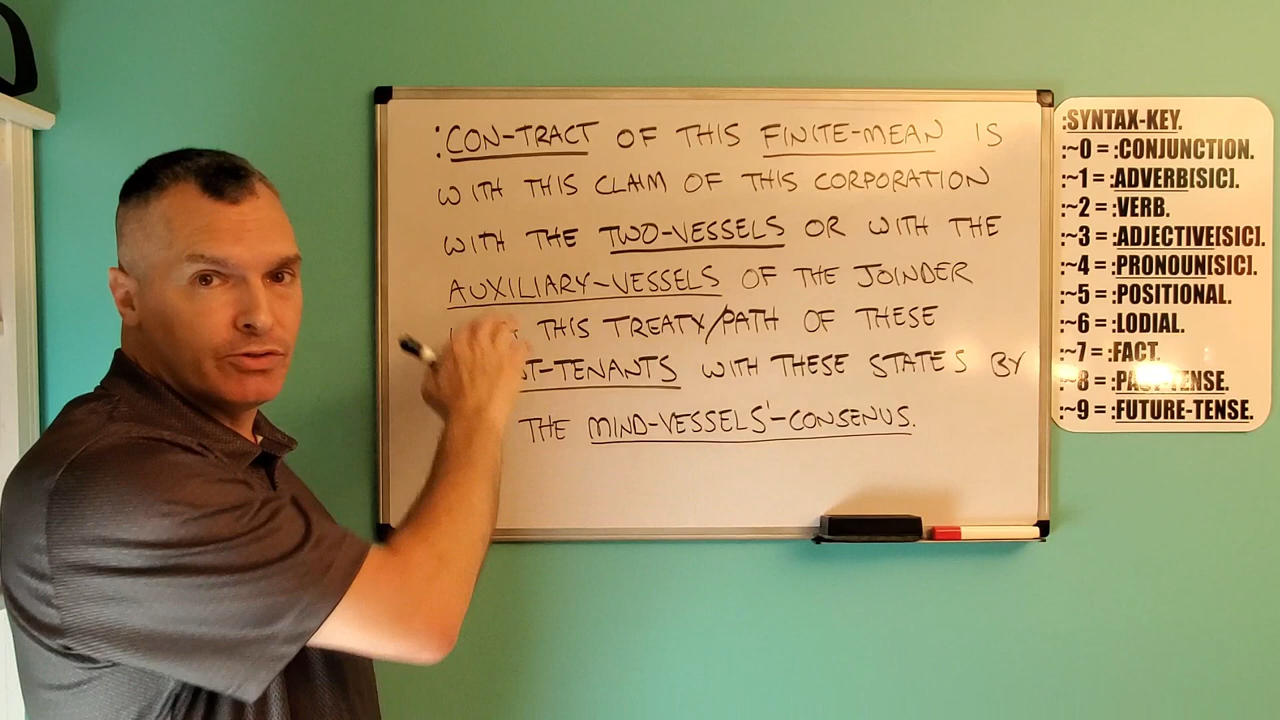 :CON-TRACT OF THIS FINITE-MEAN IS
WITH THIS CLAIM OF THIS CORPORATION
WITH THE TWO-VESSELS OR WITH THE
AUXILIARY-VESSELS OF THE JOINDER
THIS TREATY/PATH OF THESE
T-TENANTS WITH THESE STATES BY
THE MIND-VESSELS'-CONSENUS.
:SYNTAX-KEY.
:~0 = :CONJUNCTION.
:~1 = :ADVERB[SIC].
:~2 = :VERB.
:~3 = :ADJECTIVE[SIC].
:~4 = :PRONOUN[SIC].
:~5 = :POSITIONAL.
:~6 = :LODIAL.
:~7 = :FACT.
:~8 = :PAST-TENSE.
:~9 = :FUTURE-TENSE.